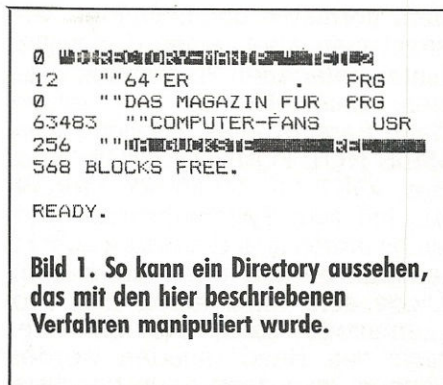 0 "DIRECTORY-MANIP. TEIL2
12 ""64'ER . PRG
0 ""DAS MAGAZIN FUR PRG
63483 ""COMPUTER-FANS USR
256 ""DA GUCKSTE REL
568 BLOCKS FREE.
READY.
Bild 1. So kann ein Directory aussehen,
das mit den hier beschriebenen
Verfahren manipuliert wurde.